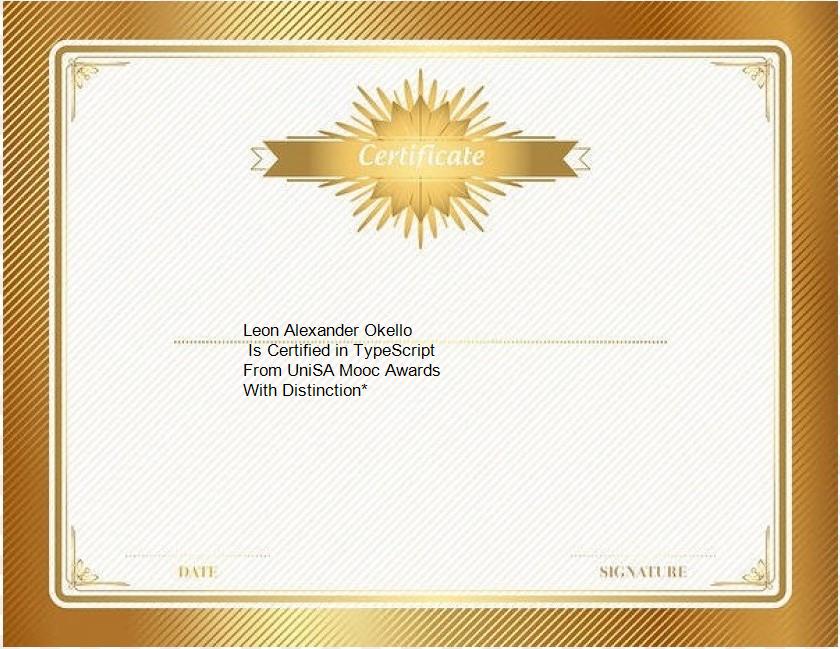 Certificate
Leon Alexander Okello
Is Certified in TypeScript
From UniSA Mooc Awards
With Distinction*
DATE
SIGNATURE